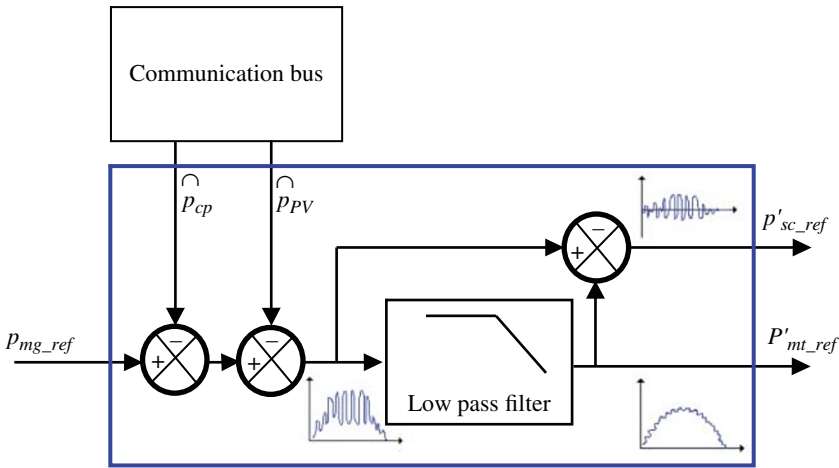 Communication bus
p̑cp
p̑PV
−
+
p'sc_ref
pmg_ref
−
+
−
+
P'mt_ref
Low pass filter